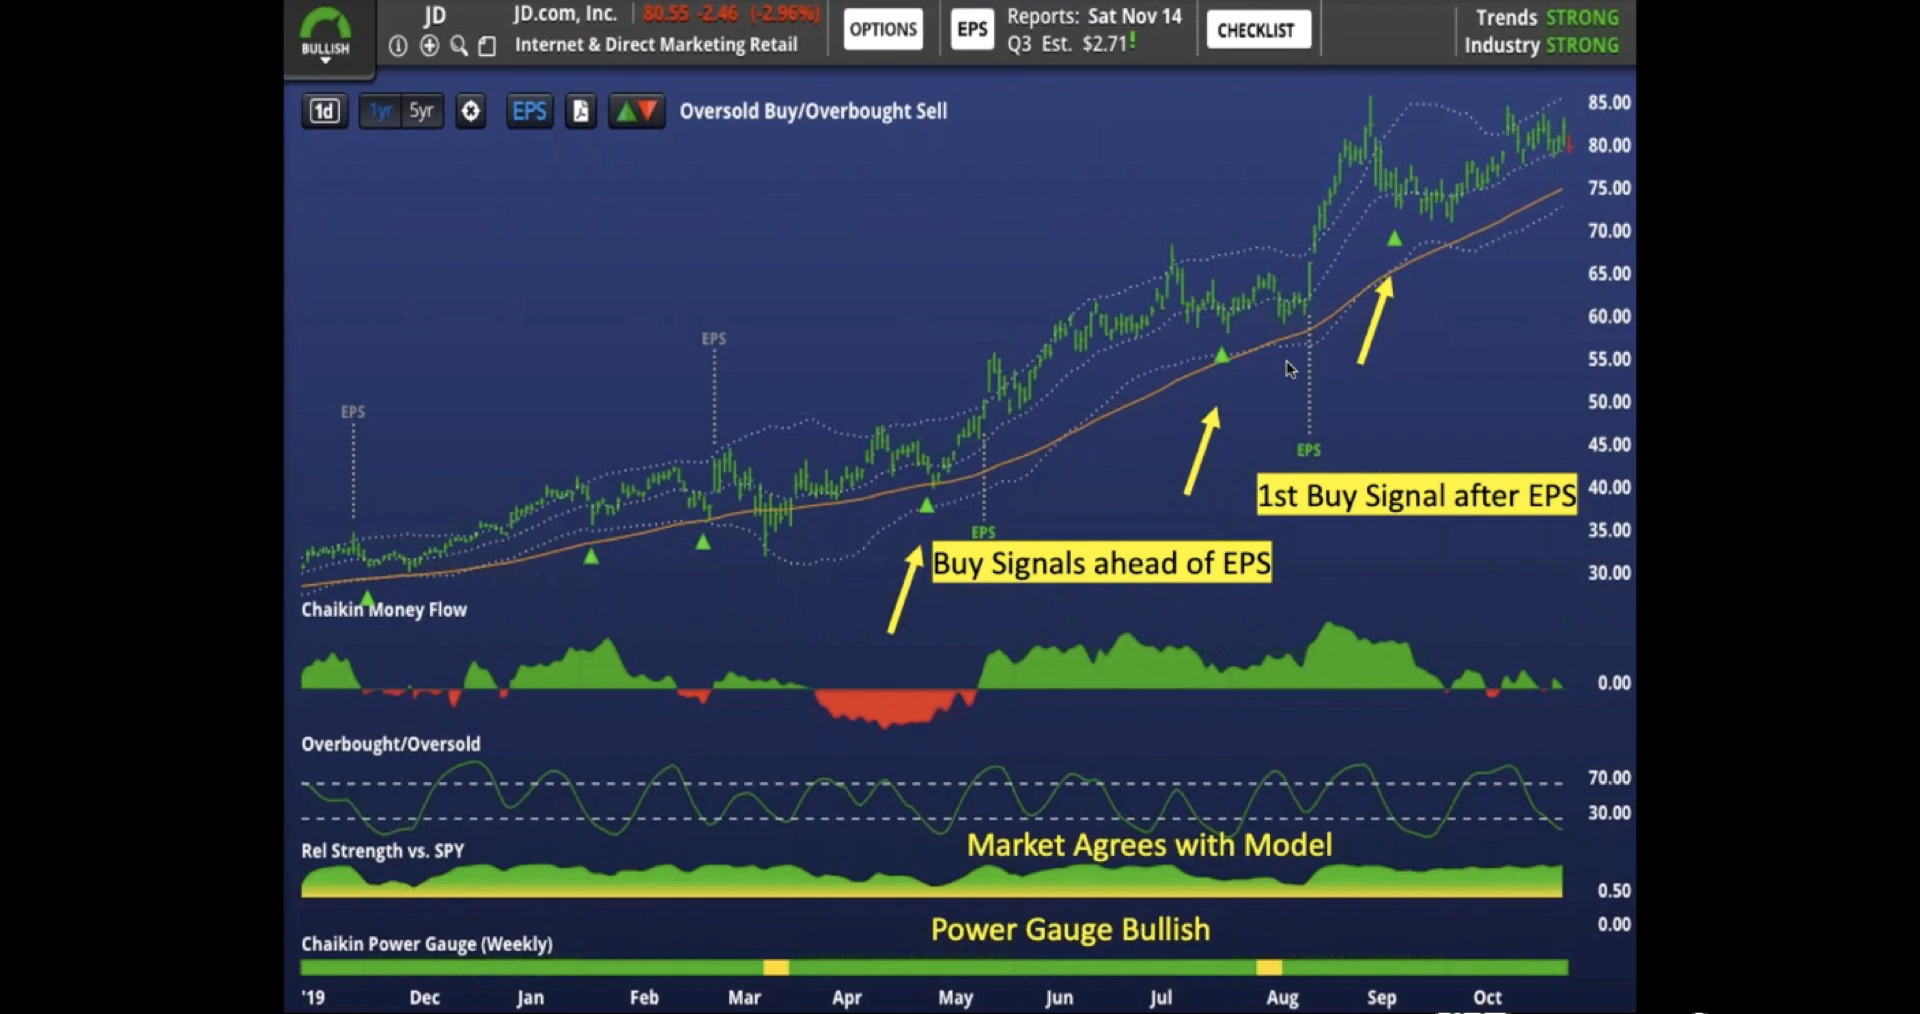 BULLISH
JD
JD.com, Inc.
80.55 -2.46 (-2.96%)
Internet & Direct Marketing Retail
OPTIONS
EPS
Reports: Sat Nov 14
Q3 Est. $2.71!
CHECKLIST
Trends STRONG
Industry STRONG
1d
1yr
5yr
EPS
Oversold Buy/Overbought Sell
85.00
80.00
75.00
70.00
65.00
60.00
55.00
50.00
45.00
40.00
35.00
30.00
EPS
EPS
EPS
EPS
1st Buy Signal after EPS
Buy Signals ahead of EPS
Chaikin Money Flow
0.00
Overbought/Oversold
70.00
30.00
Market Agrees with Model
Rel Strength vs. SPY
0.50
0.00
Power Gauge Bullish
Chaikin Power Gauge (Weekly)
'19 Dec Jan Feb Mar Apr May Jun Jul Aug Sep Oct